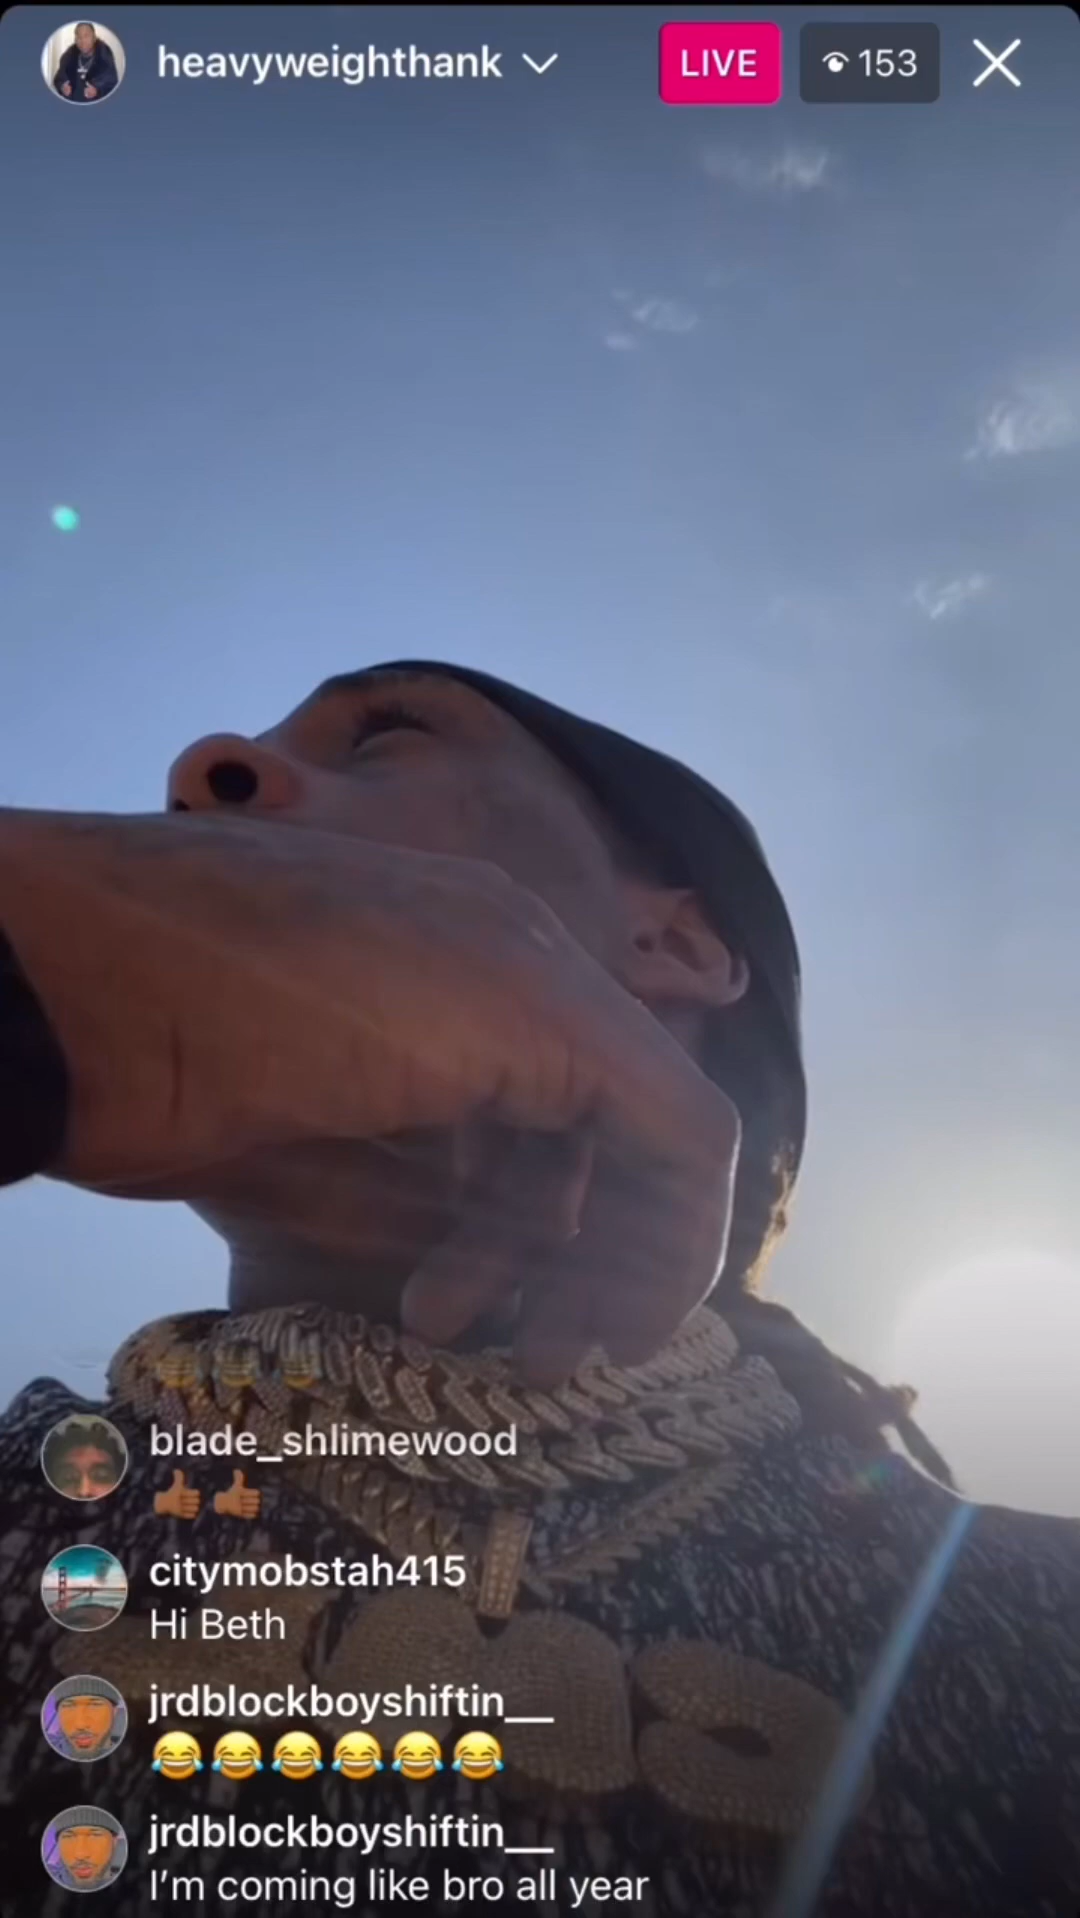 heavyweighthank
LIVE
153
blade_shlimewood
👍🏾👍🏾
citymobstah415
Hi Beth
jrdblockboyshiftin__
😂😂😂😂😂😂
jrdblockboyshiftin__
I'm coming like bro all year